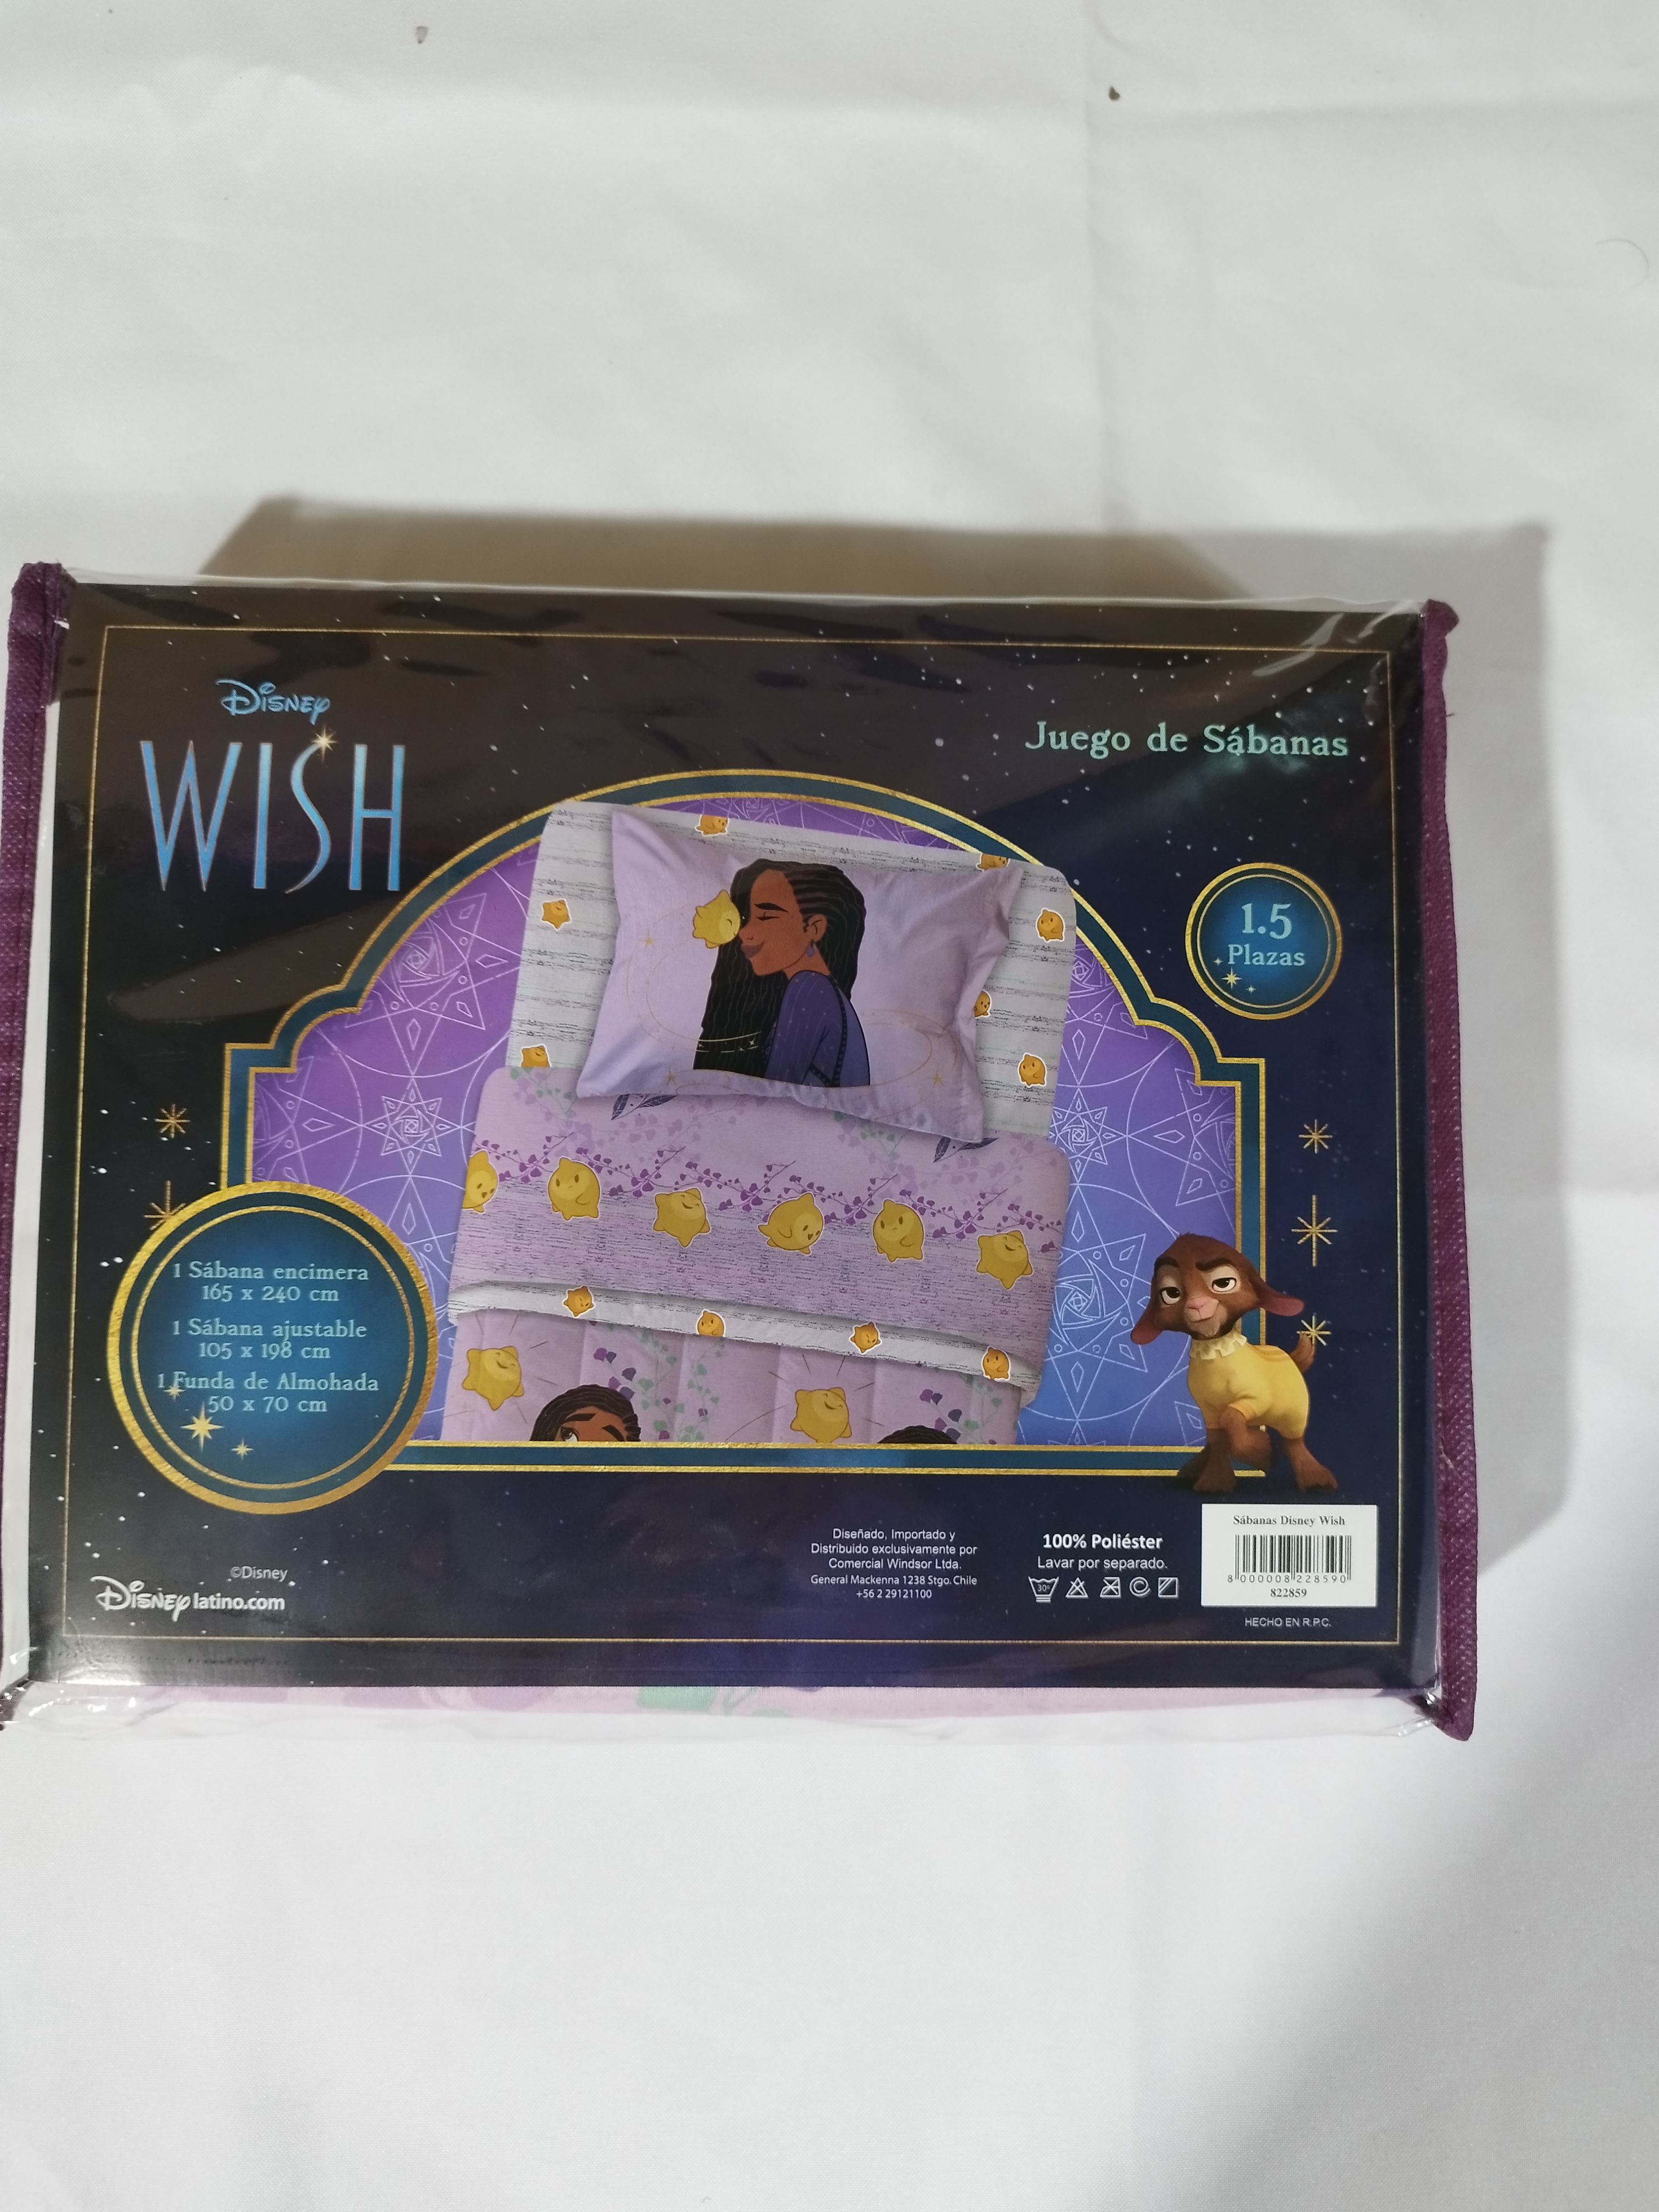 Disney
WISH
Juego de Sábanas
1.5
Plazas
1 Sábana encimera
165 x 240 cm
1 Sábana ajustable
105 x 198 cm
1 Funda de Almohada
50 x 70 cm
©Disney
Disneylatino.com
Diseñado, Importado y
Distribuido exclusivamente por
Comercial Windsor Ltda.
General Mackenna 1238 Stgo. Chile
+56 2 29121100
100% Poliéster
Lavar por separado.
30°
Sábanas Disney Wish
8 000008 228590
822859
HECHO EN R.P.C.